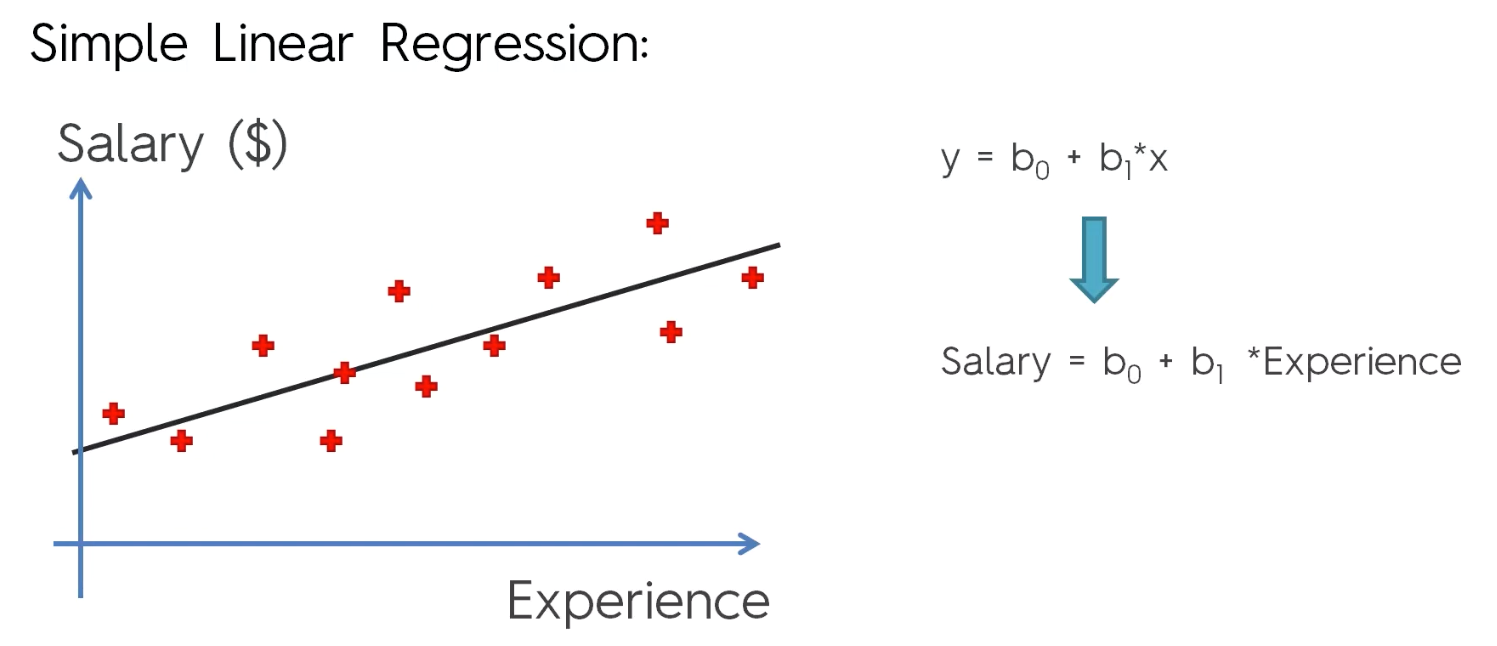 Simple Linear Regression:
Salary ($)
Experience
y = b₀ + b₁*x
Salary = b₀ + b₁ *Experience